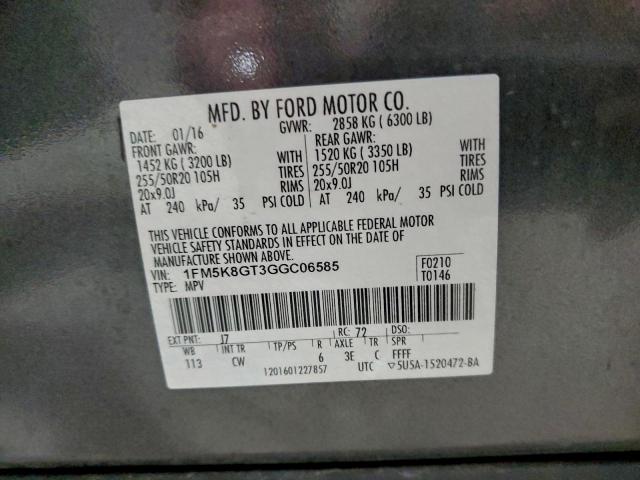 MFD. BY FORD MOTOR CO.
DATE: 01/16 GVWR: 2858 KG ( 6300 LB)
FRONT GAWR: REAR GAWR:
1452 KG ( 3200 LB) WITH 1520 KG ( 3350 LB) WITH
255/50R20 105H TIRES 255/50R20 105H TIRES
20x9.0J RIMS 20x9.0J RIMS
AT 240 kPa/ 35 PSI COLD AT 240 kPa/ 35 PSI COLD
THIS VEHICLE CONFORMS TO ALL APPLICABLE FEDERAL MOTOR
VEHICLE SAFETY STANDARDS IN EFFECT ON THE DATE OF
MANUFACTURE SHOWN ABOVE.
VIN: 1FM5K8GT3GGC06585 F0210
TYPE: MPV T0146
EXT PNT: J7 RC: 72 DSO:
WB INT TR TP/PS R AXLE TR SPR
113 CW 6 3E C FFFF
1201601227857 UTC ▽5U5A-1520472-BA